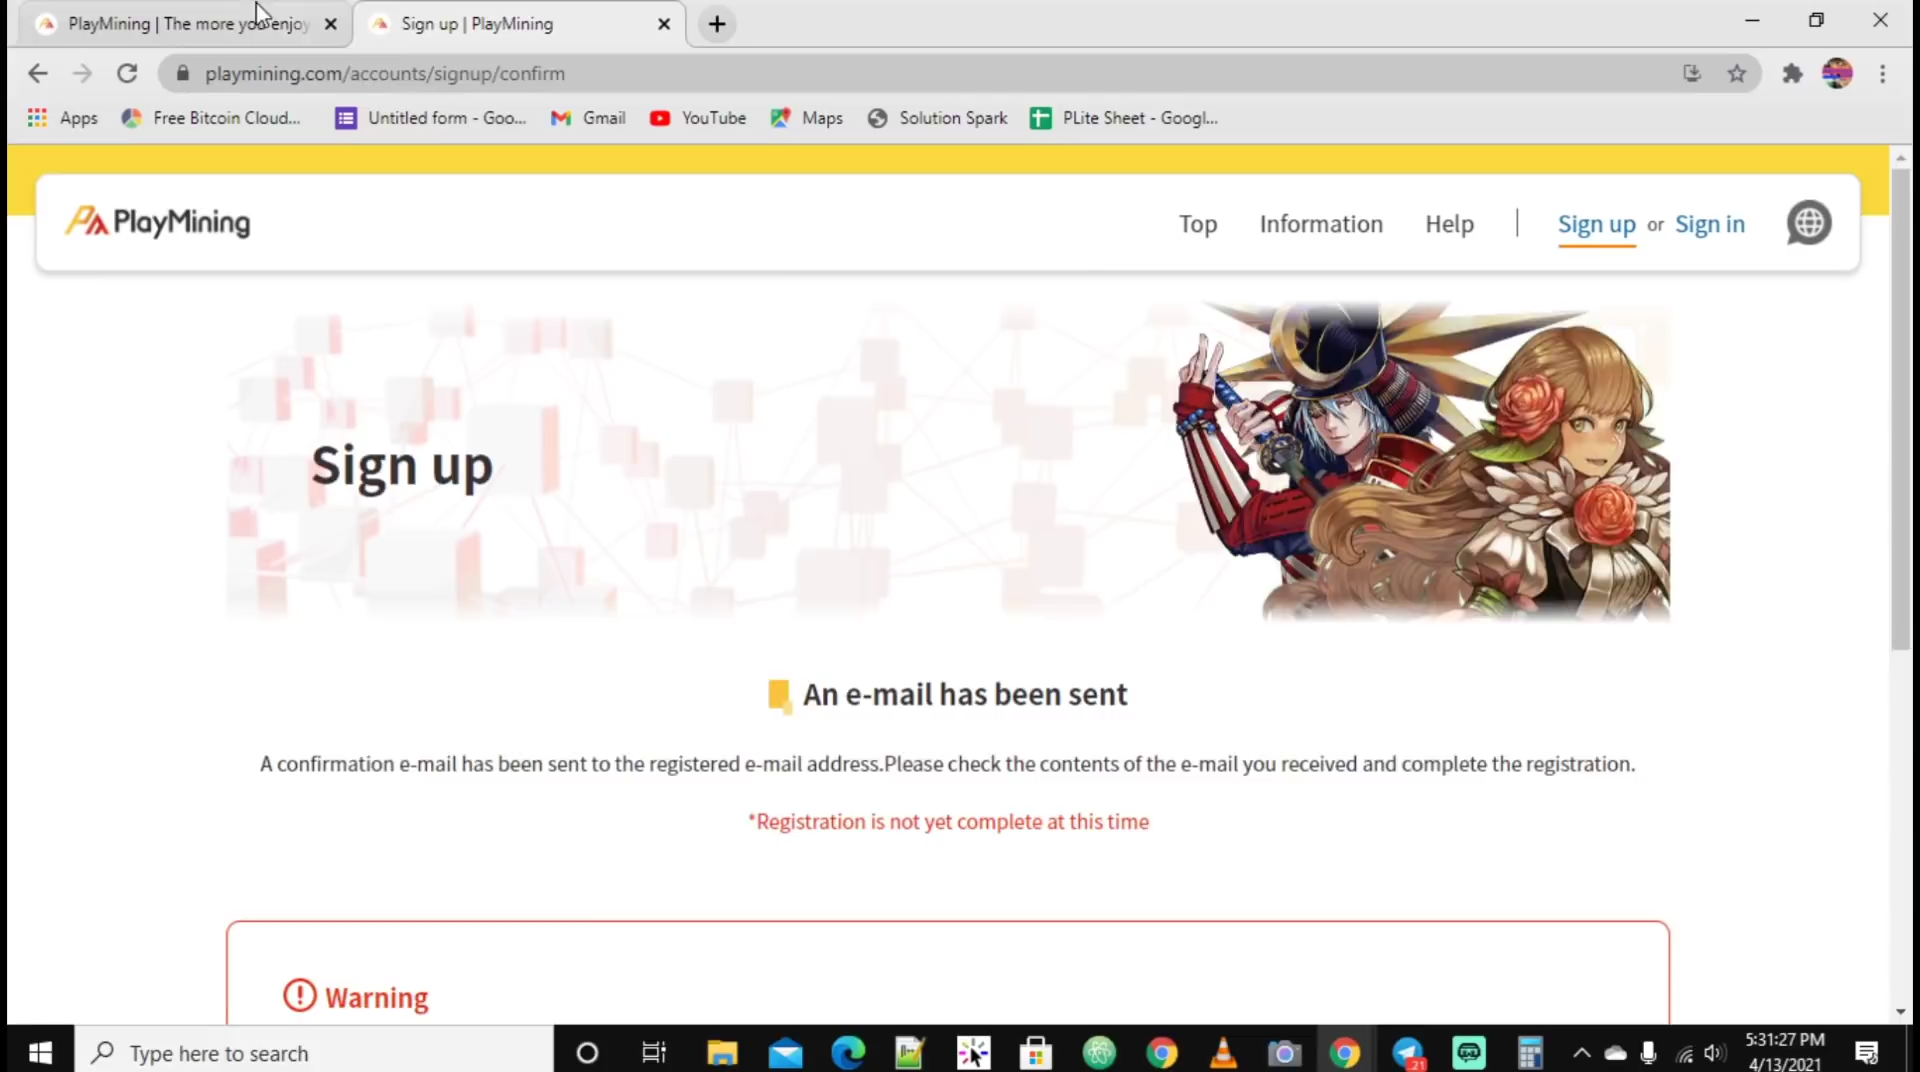 PlayMining | The more you enjoy
Sign up | PlayMining
playmining.com/accounts/signup/confirm
Apps
Free Bitcoin Cloud...
Untitled form - Goo...
Gmail
YouTube
Maps
Solution Spark
PLite Sheet - Googl...
PlayMining
Top
Information
Help
Sign up or Sign in
Sign up
An e-mail has been sent
A confirmation e-mail has been sent to the registered e-mail address.Please check the contents of the e-mail you received and complete the registration.
*Registration is not yet complete at this time
Warning
Type here to search
21
5:31:27 PM
4/13/2021